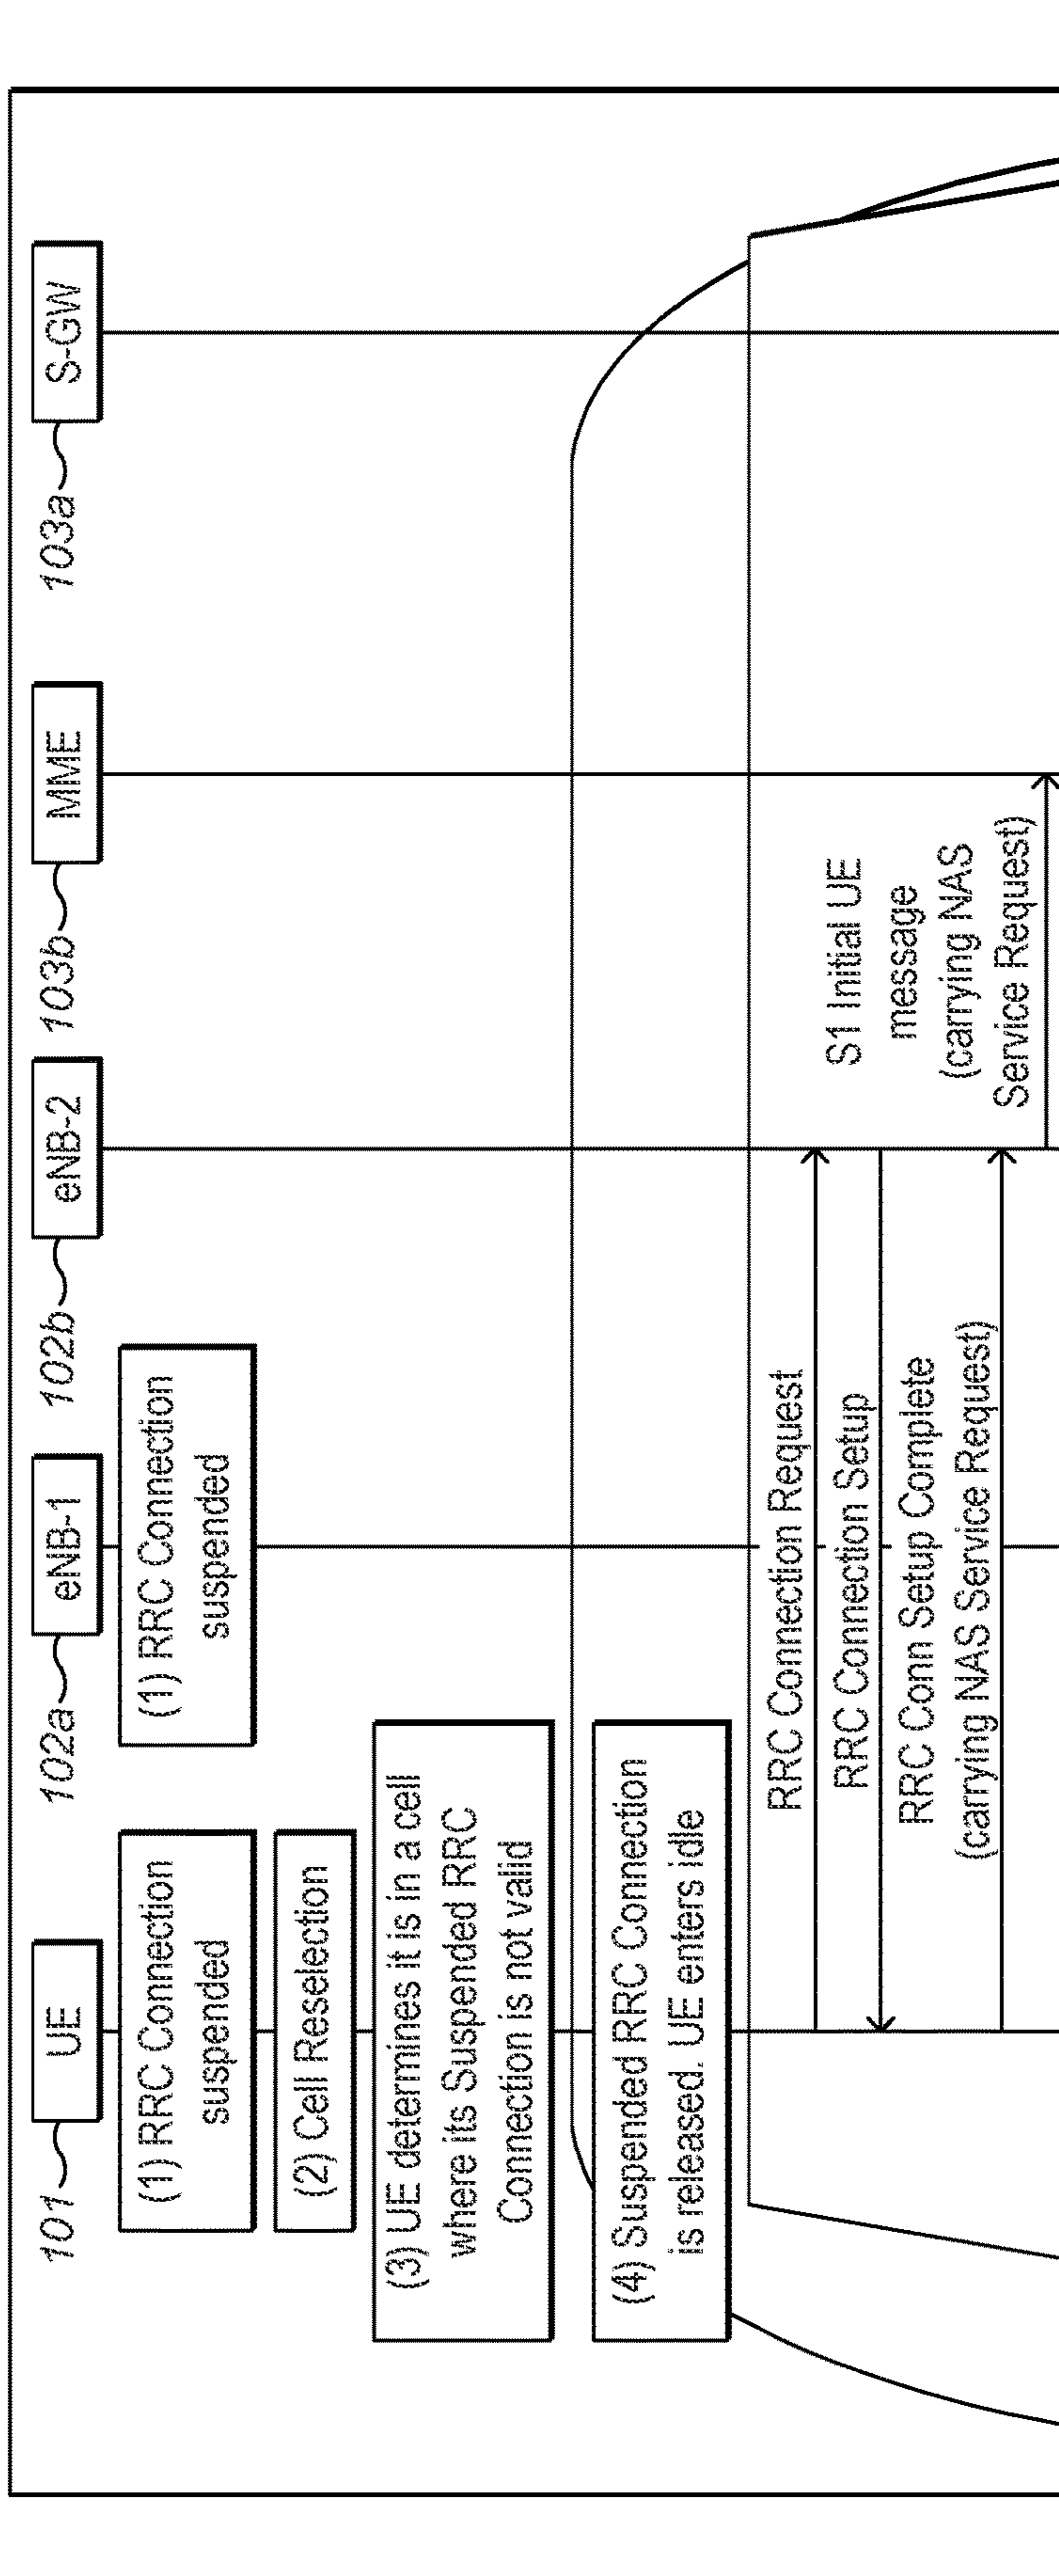 UE
101
eNB-1
102a
eNB-2
102b
MME
103b
S-GW
103a
(1) RRC Connection
suspended
(1) RRC Connection
suspended
(2) Cell Reselection
(3) UE determines it is in a cell
where its Suspended RRC
Connection is not valid
(4) Suspended RRC Connection
is released. UE enters idle
RRC Connection Request
RRC Connection Setup
RRC Conn Setup Complete
(carrying NAS Service Request)
S1 Initial UE
message
(carrying NAS
Service Request)